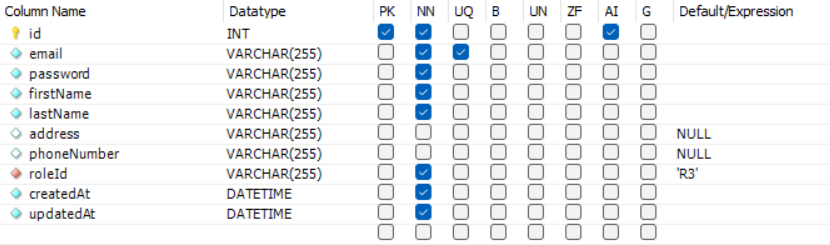 Column Name Datatype PK NN UQ B UN ZF AI G Default/Expression
id INT
email VARCHAR(255)
password VARCHAR(255)
firstName VARCHAR(255)
lastName VARCHAR(255)
address VARCHAR(255) NULL
phoneNumber VARCHAR(255) NULL
roleId VARCHAR(255) 'R3'
createdAt DATETIME
updatedAt DATETIME